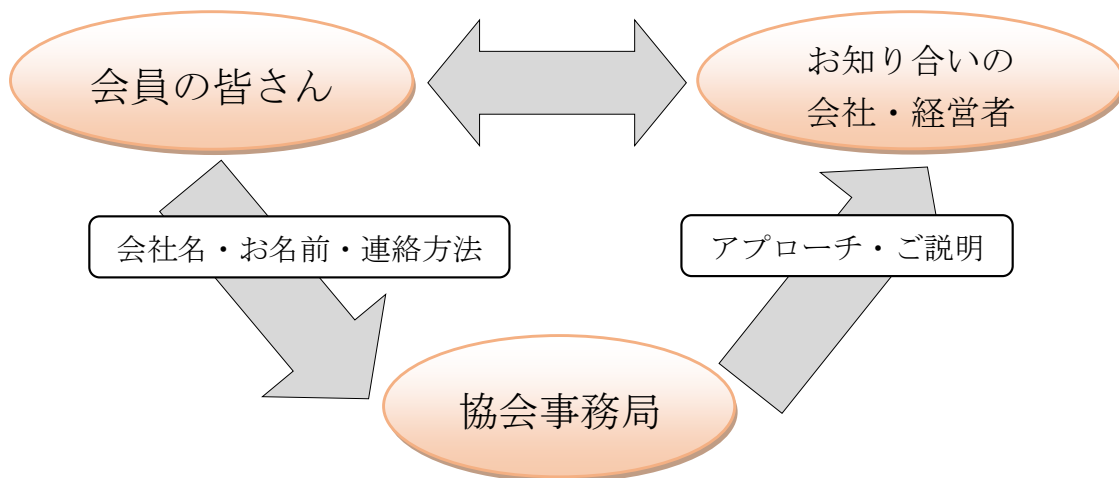 会員の皆さん
お知り合いの
会社・経営者
会社名・お名前・連絡方法
アプローチ・ご説明
協会事務局